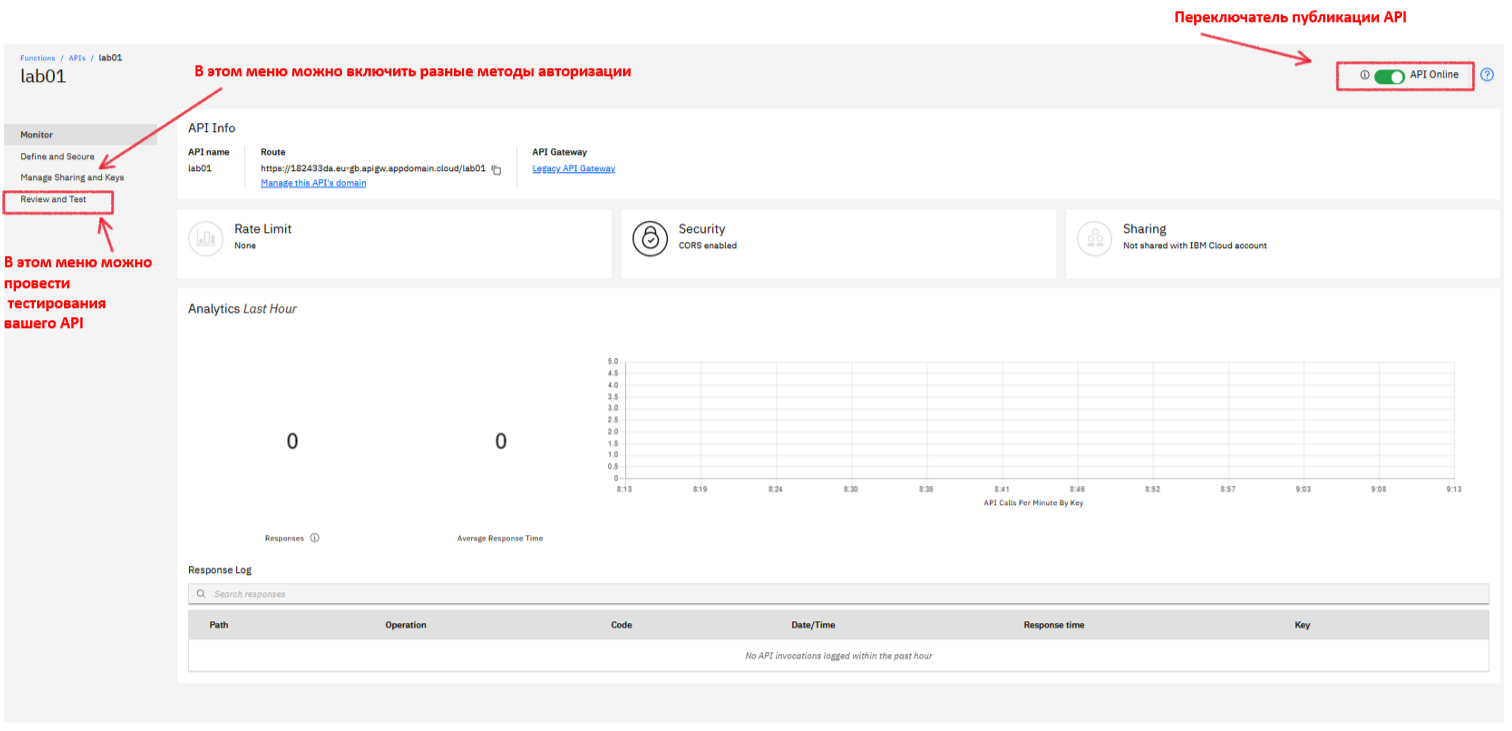 Переключатель публикации API
Functions / APIs / lab01
lab01
В этом меню можно включить разные методы авторизации
API Online
Monitor
Define and Secure
Manage Sharing and Keys
Review and Test
В этом меню можно
провести
тестирования
вашего API
API Info
API name
lab01
Route
https://182433da.eu-gb.apigw.appdomain.cloud/lab01
Manage this API's domain
API Gateway
Legacy API Gateway
Rate Limit
None
Security
CORS enabled
Sharing
Not shared with IBM Cloud account
Analytics Last Hour
0
Responses
0
Average Response Time
5.0
4.5
4.0
3.5
3.0
2.5
2.0
1.5
1.0
0.5
0
8:13 8:19 8:24 8:30 8:35 8:41 8:46 8:52 8:57 9:03 9:08 9:13
API Calls Per Minute By Key
Response Log
Search responses
Path Operation Code Date/Time Response time Key
No API invocations logged within the past hour